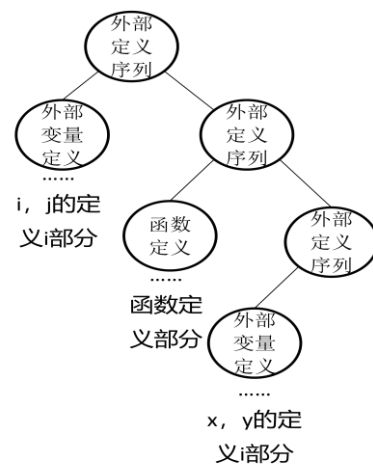 外部
定义
序列
外部
变量
定义
外部
定义
序列
……
i，j的定
义i部分
函数
定义
外部
定义
序列
……
函数定
义部分
外部
变量
定义
……
x，y的定
义i部分